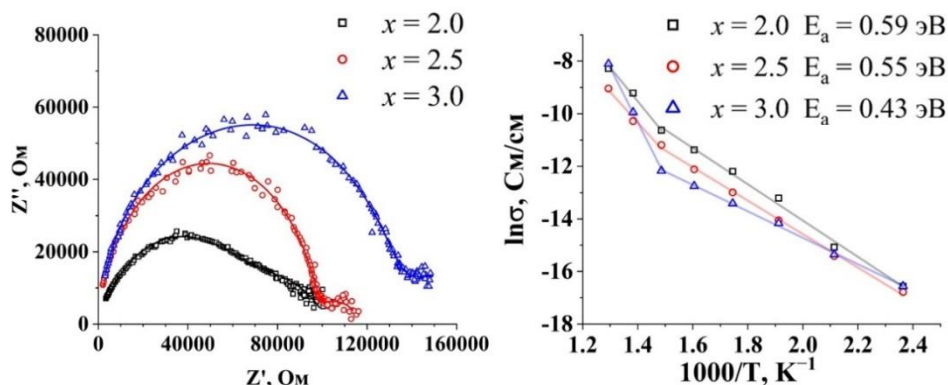 80000
60000
40000
20000
0
Z'', Ом
0 40000 80000 120000 160000
Z', Ом
x = 2.0
x = 2.5
x = 3.0
-8
-10
-12
-14
-16
-18
lnσ, См/см
1.2 1.4 1.6 1.8 2.0 2.2 2.4
1000/T, K⁻¹
x = 2.0 Eₐ = 0.59 эВ
x = 2.5 Eₐ = 0.55 эВ
x = 3.0 Eₐ = 0.43 эВ